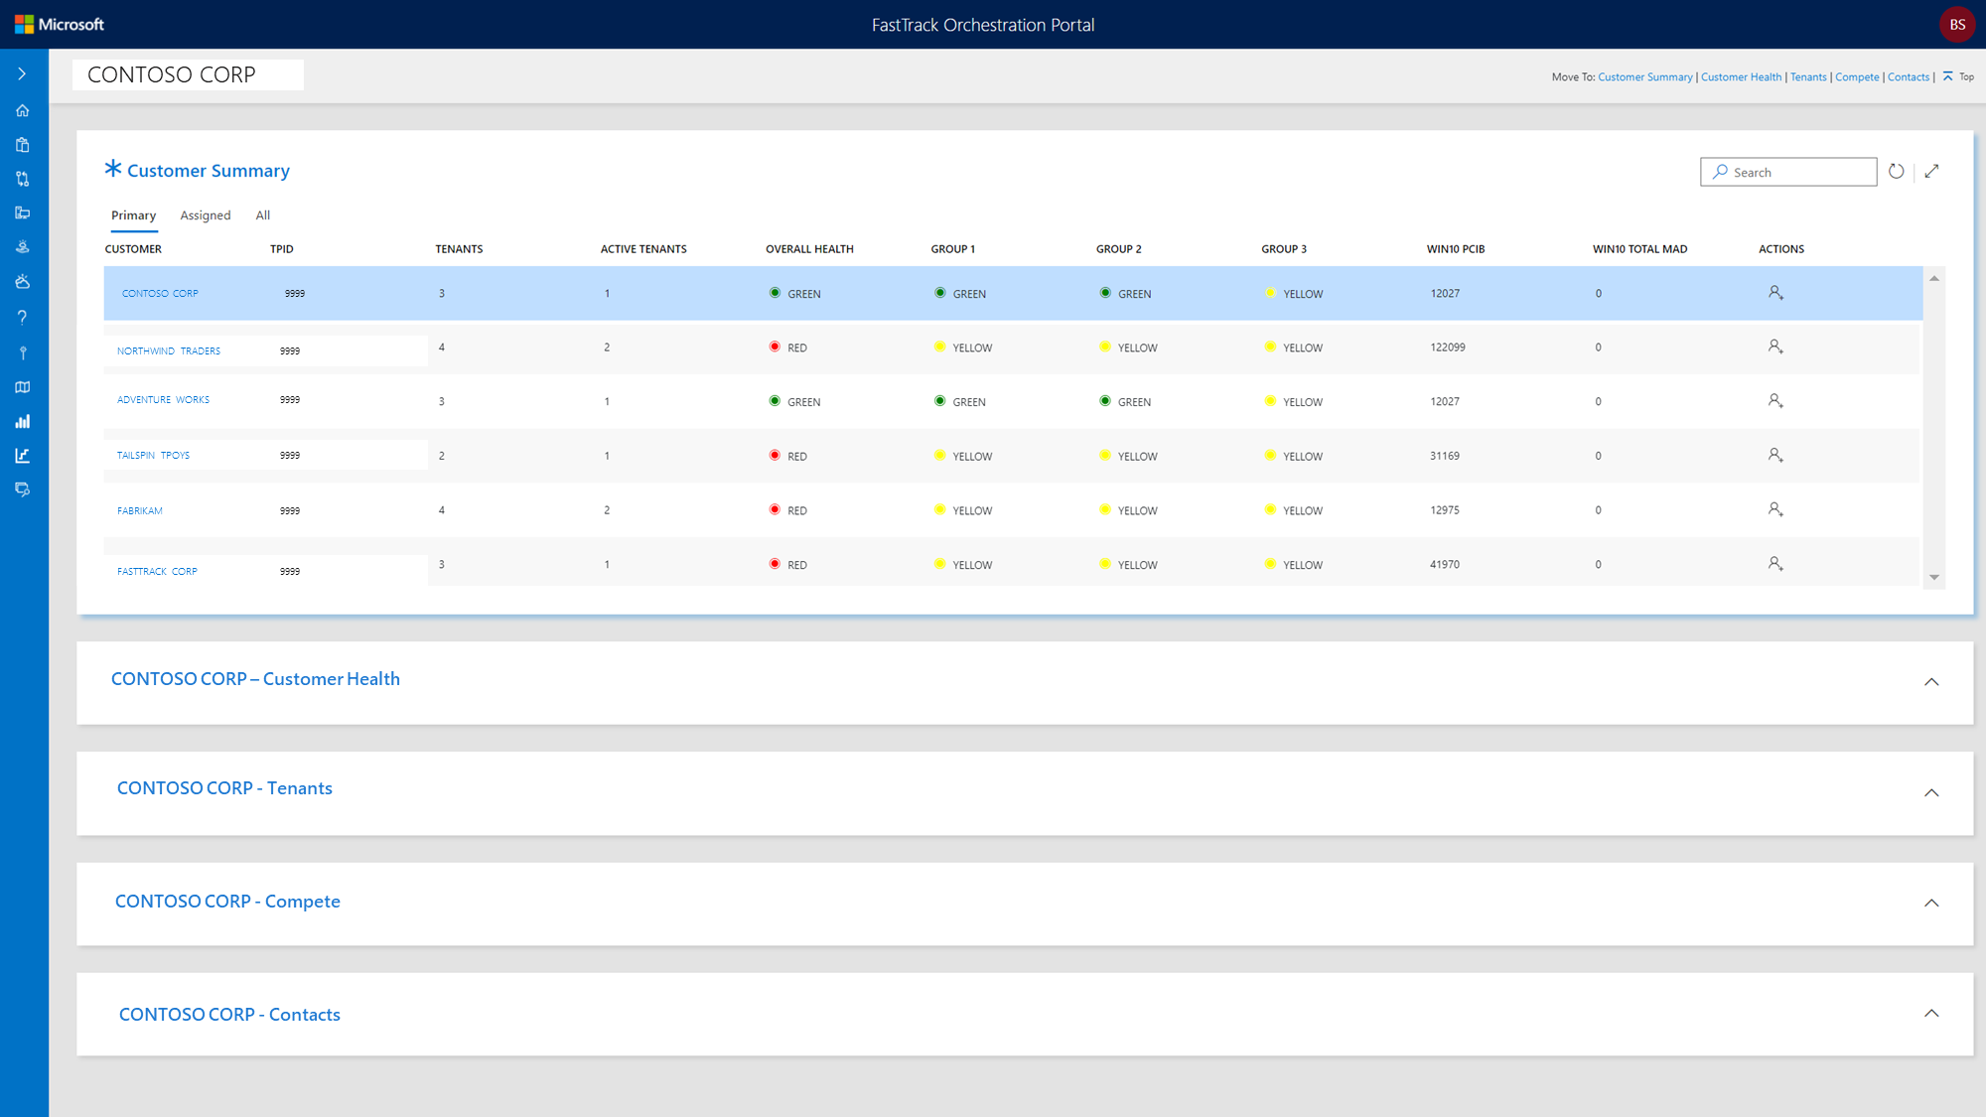 Microsoft
FastTrack Orchestration Portal
BS
CONTOSO CORP
Move To: Customer Summary | Customer Health | Tenants | Compete | Contacts | Top
Customer Summary
Search
Primary Assigned All
CUSTOMER TPID TENANTS ACTIVE TENANTS OVERALL HEALTH GROUP 1 GROUP 2 GROUP 3 WIN10 PCIB WIN10 TOTAL MAD ACTIONS
CONTOSO CORP 9999 3 1 GREEN GREEN GREEN YELLOW 12027 0
NORTHWIND TRADERS 9999 4 2 RED YELLOW YELLOW YELLOW 122099 0
ADVENTURE WORKS 9999 3 1 GREEN GREEN GREEN YELLOW 12027 0
TAILSPIN TPOYS 9999 2 1 RED YELLOW YELLOW YELLOW 31169 0
FABRIKAM 9999 4 2 RED YELLOW YELLOW YELLOW 12975 0
FASTTRACK CORP 9999 3 1 RED YELLOW YELLOW YELLOW 41970 0
CONTOSO CORP – Customer Health
CONTOSO CORP - Tenants
CONTOSO CORP - Compete
CONTOSO CORP - Contacts